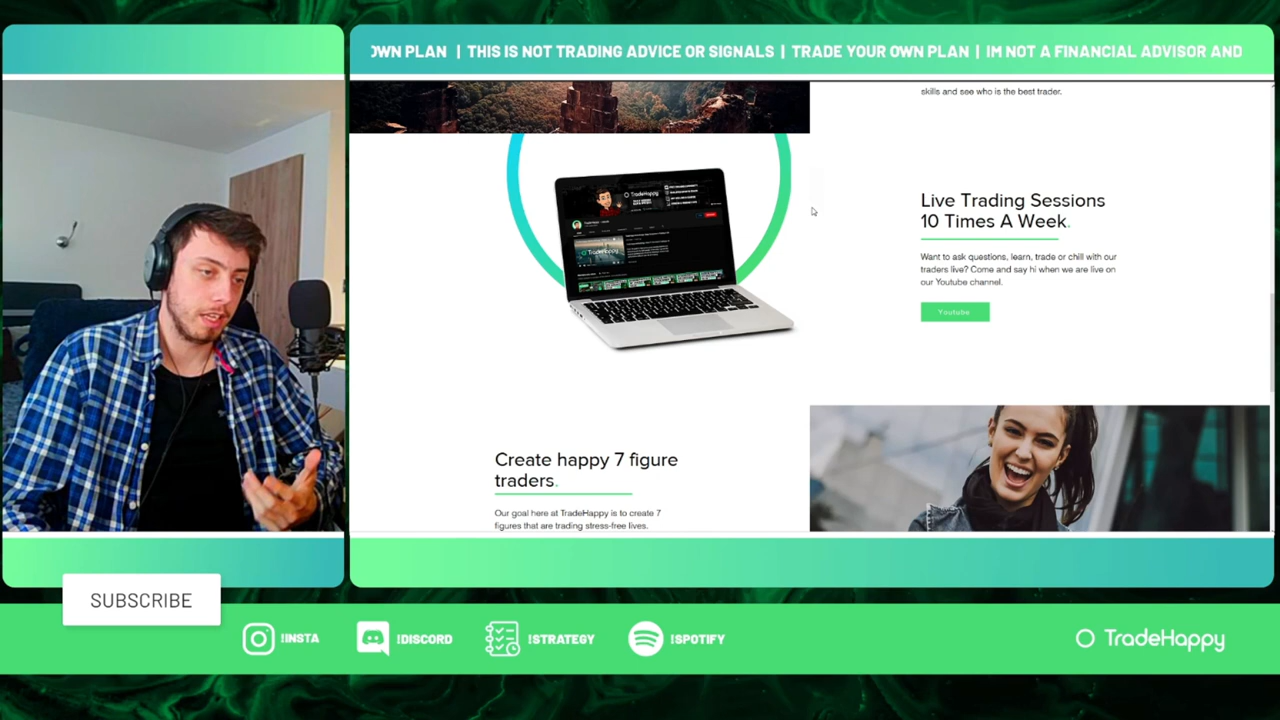 OWN PLAN | THIS IS NOT TRADING ADVICE OR SIGNALS | TRADE YOUR OWN PLAN | IM NOT A FINANCIAL ADVISOR AND
skills and see who is the best trader.
TradeHappy
Live Trading Sessions
10 Times A Week.
Want to ask questions, learn, trade or chill with our
traders live? Come and say hi when we are live on
our Youtube channel.
Youtube
Create happy 7 figure
traders.
Our goal here at TradeHappy is to create 7
figures that are trading stress-free lives.
SUBSCRIBE
!INSTA
!DISCORD
!STRATEGY
!SPOTIFY
TradeHappy